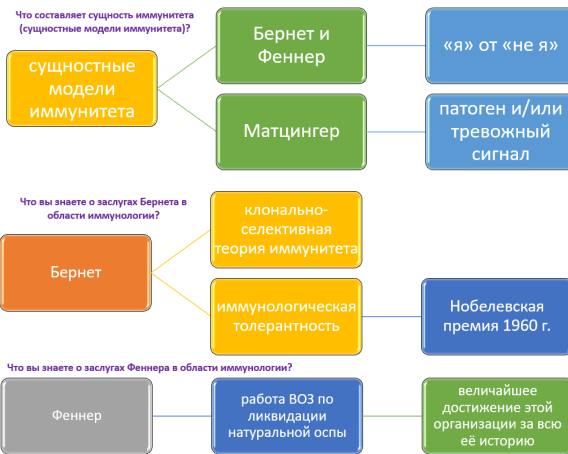 Что составляет сущность иммунитета
(сущностные модели иммунитета)?
сущностные
модели
иммунитета
Бернет и
Феннер
«я» от «не я»
Матцингер
патоген и/или
тревожный
сигнал
Что вы знаете о заслугах Бернета в
области иммунологии?
Бернет
клонально-
селективная
теория иммунитета
иммунологическая
толерантность
Нобелевская
премия 1960 г.
Что вы знаете о заслугах Феннера в области иммунологии?
Феннер
работа ВОЗ по
ликвидации
натуральной оспы
величайшее
достижение этой
организации за всю
её историю